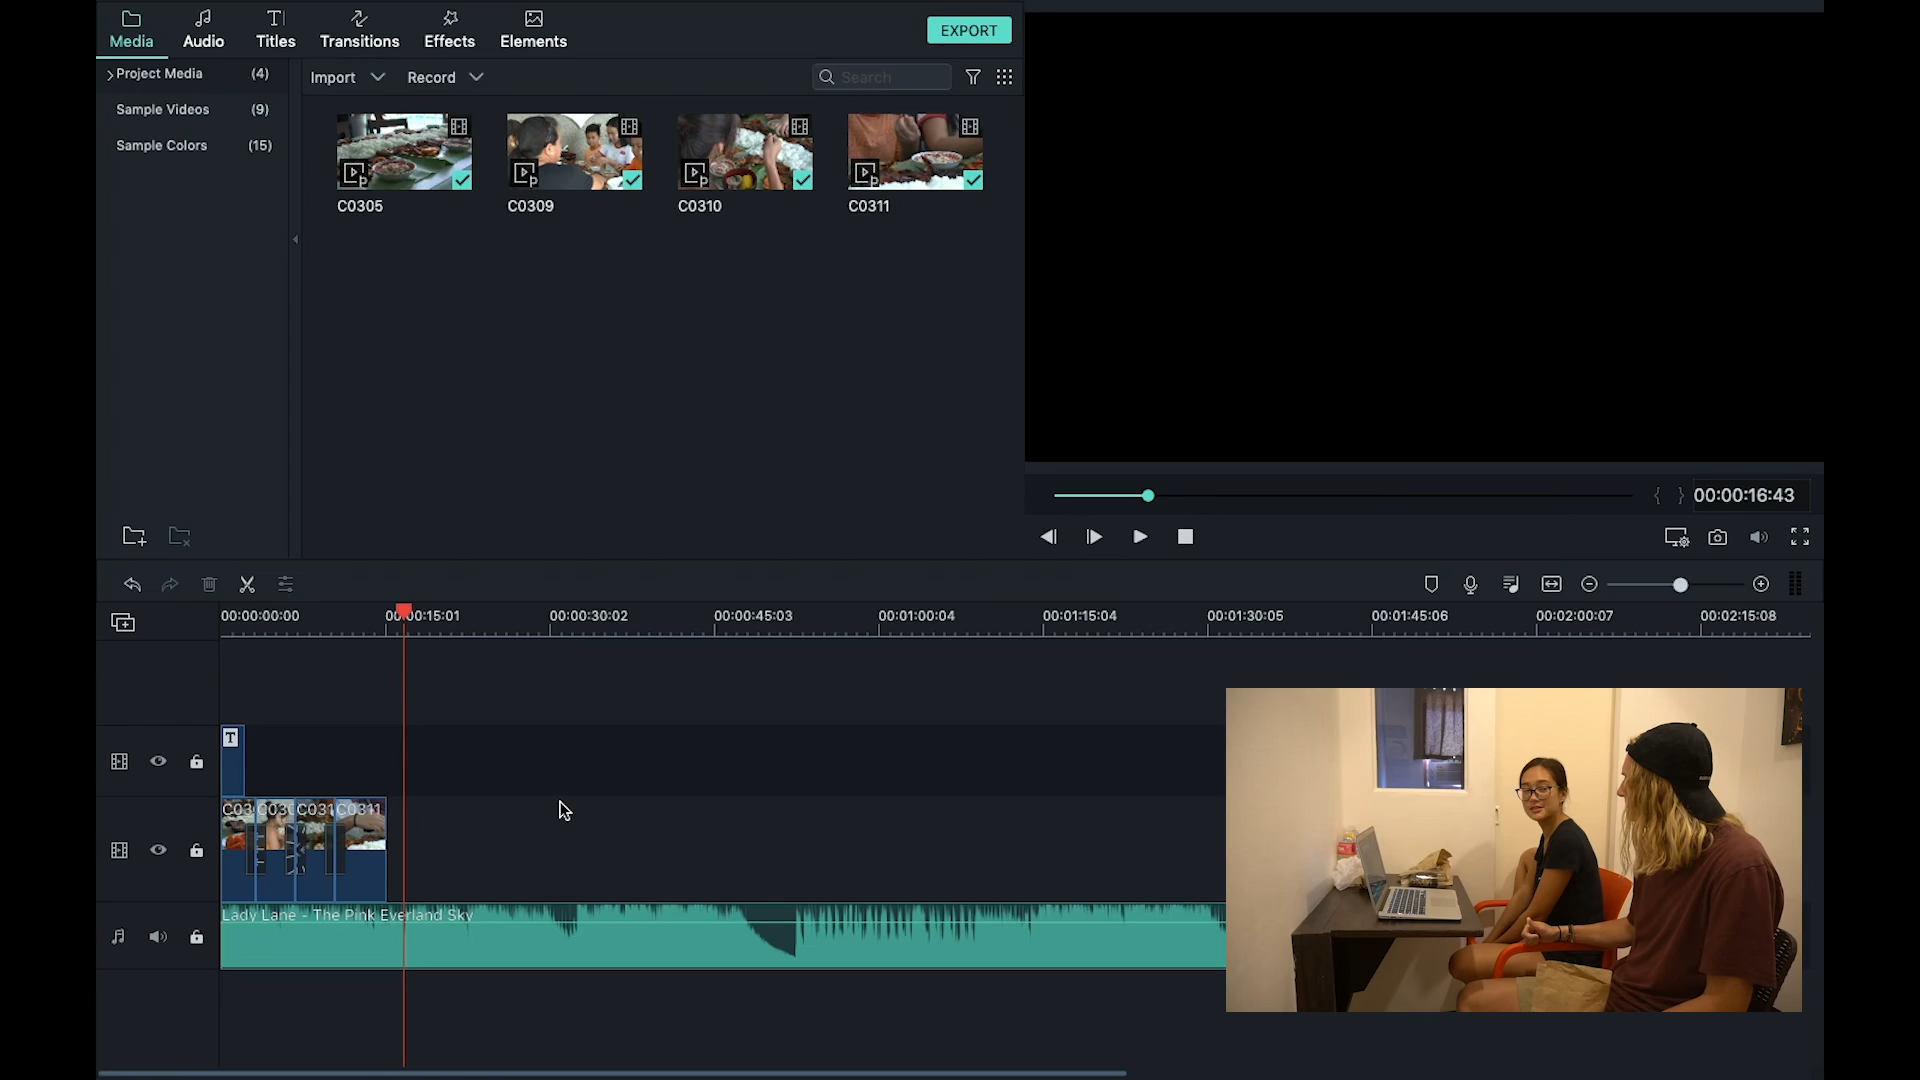 Media
Audio
Titles
Transitions
Effects
Elements
EXPORT
Project Media (4)
Sample Videos (9)
Sample Colors (15)
Import
Record
Search
C0305
C0309
C0310
C0311
{ } 00:00:16:43
00:00:00:00
00:00:15:01
00:00:30:02
00:00:45:03
00:01:00:04
00:01:15:04
00:01:30:05
00:01:45:06
00:02:00:07
00:02:15:08
T
C03
C030
C031
C0311
Lady Lane - The Pink Everland Sky